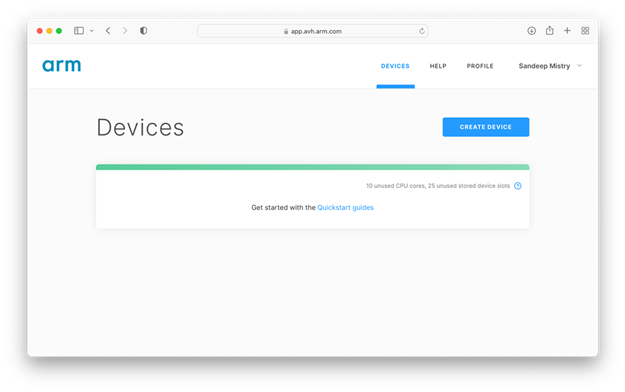 app.avh.arm.com
arm
DEVICES HELP PROFILE Sandeep Mistry
Devices
CREATE DEVICE
10 unused CPU cores, 25 unused stored device slots ?
Get started with the Quickstart guides